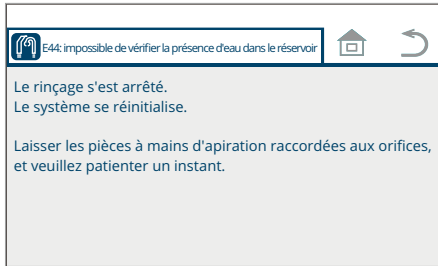 E44: impossible de vérifier la présence d'eau dans le réservoir
Le rinçage s'est arrêté.
Le système se réinitialise.
Laisser les pièces à mains d'apiration raccordées aux orifices,
et veuillez patienter un instant.